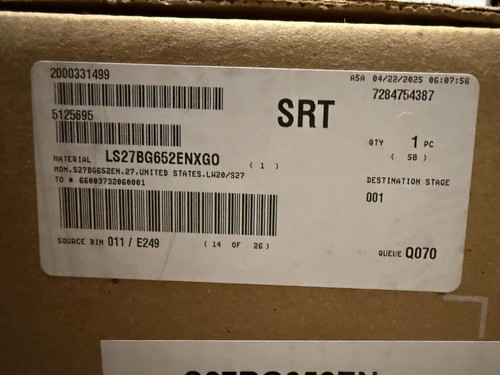 2000331499
A5A 04/22/2025 06:07:56
7284754387
SRT
5125695
QTY 1 PC
( 58 )
MATERIAL LS27BG652ENXGO ( 1 )
MON.S27BG652EN.27.UNITED STATES.LW20/S27
TO # 66003732060001
DESTINATION STAGE
001
SOURCE BIN 011 / E249 ( 14 OF 26 )
QUEUE Q070